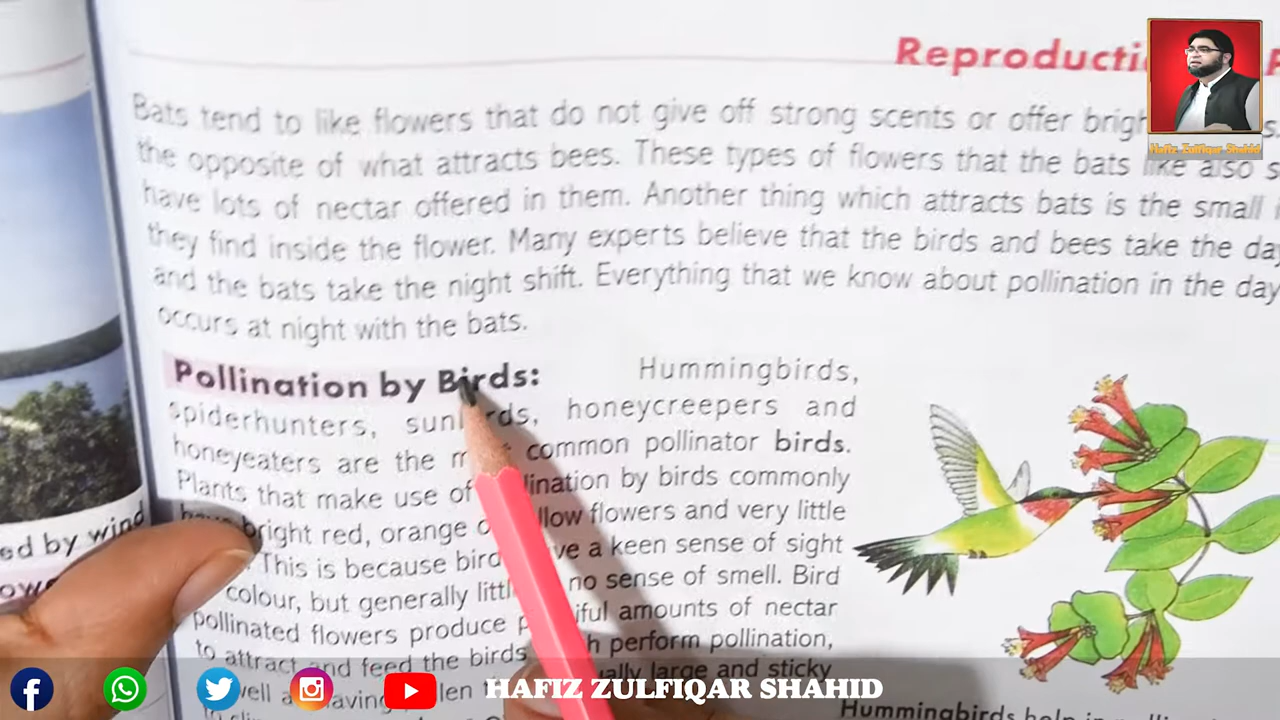 Reproducti
Bats tend to like flowers that do not give off strong scents or offer brigh
the opposite of what attracts bees. These types of flowers that the bats like also s
have lots of nectar offered in them. Another thing which attracts bats is the small
they find inside the flower. Many experts believe that the birds and bees take the day
and the bats take the night shift. Everything that we know about pollination in the day
occurs at night with the bats.
Pollination by Birds: Hummingbirds,
spiderhunters, sun rds, honeycreepers and
honeyeaters are the m common pollinator birds.
Plants that make use of llination by birds commonly
bright red, orange o llow flowers and very little
This is because bird ve a keen sense of sight
colour, but generally littl no sense of smell. Bird
pollinated flowers produce p iful amounts of nectar
to attract and feed the birds h perform pollination,
well a having len ually large and sticky
Hummingbirds help in
ed by wind
Hafiz Zulfiqar Shahid
HAFIZ ZULFIQAR SHAHID